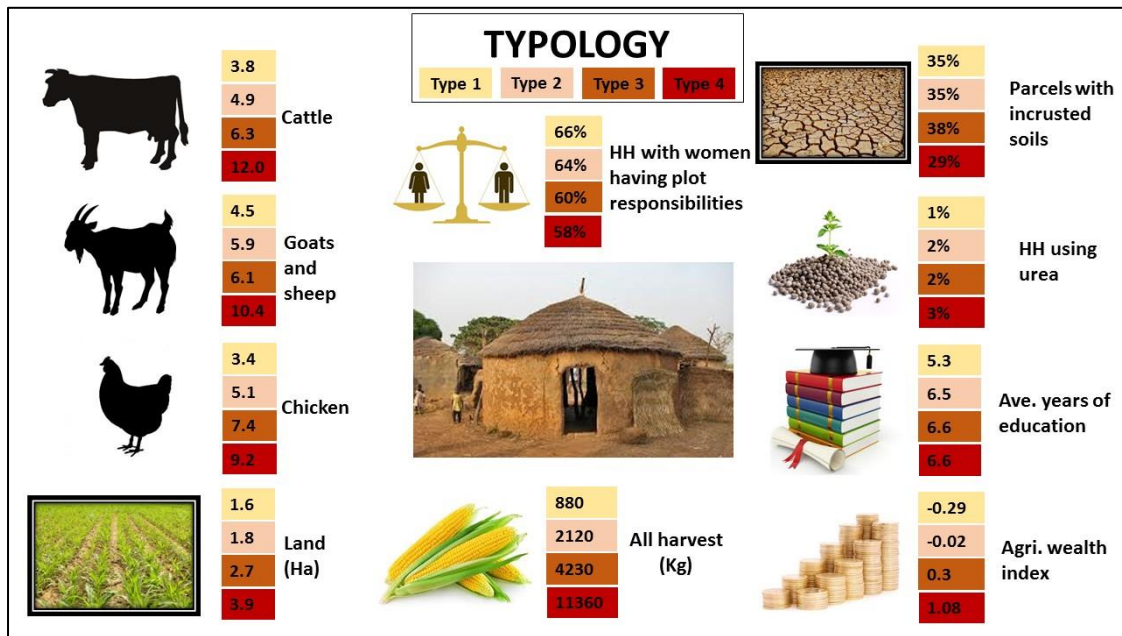 TYPOLOGY
Type 1 Type 2 Type 3 Type 4
3.8
4.9
6.3
12.0
Cattle
4.5
5.9
6.1
10.4
Goats
and
sheep
3.4
5.1
7.4
9.2
Chicken
1.6
1.8
2.7
3.9
Land
(Ha)
66%
64%
60%
58%
HH with women
having plot
responsibilities
880
2120
4230
11360
All harvest
(Kg)
35%
35%
38%
29%
Parcels with
incrusted
soils
1%
2%
2%
3%
HH using
urea
5.3
6.5
6.6
6.6
Ave. years of
education
-0.29
-0.02
0.3
1.08
Agri. wealth
index